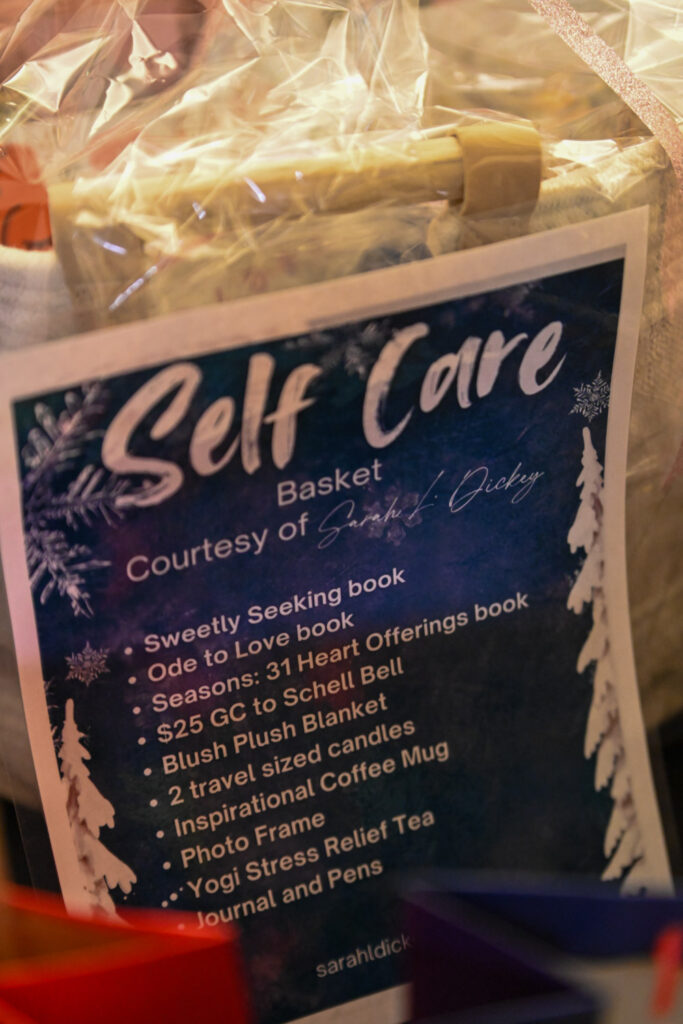 Self Care
Basket
Courtesy of Sarah L. Dickey
• Sweetly Seeking book
• Ode to Love book
• Seasons: 31 Heart Offerings book
• $25 GC to Schell Bell
• Blush Plush Blanket
• 2 travel sized candles
• Inspirational Coffee Mug
• Photo Frame
• Yogi Stress Relief Tea
• Journal and Pens
sarahldick